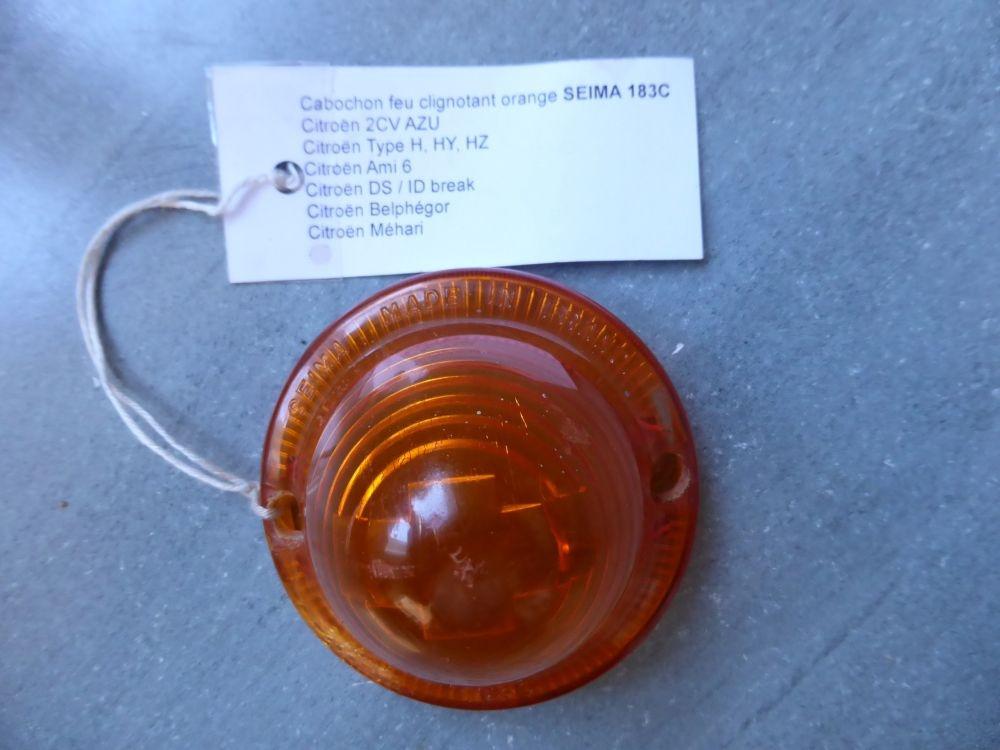 Cabochon feu clignotant orange SEIMA 183C
Citroën 2CV AZU
Citroën Type H, HY, HZ
Citroën Ami 6
Citroën DS / ID break
Citroën Belphégor
Citroën Méhari
SEIMA MADE IN FRANCE